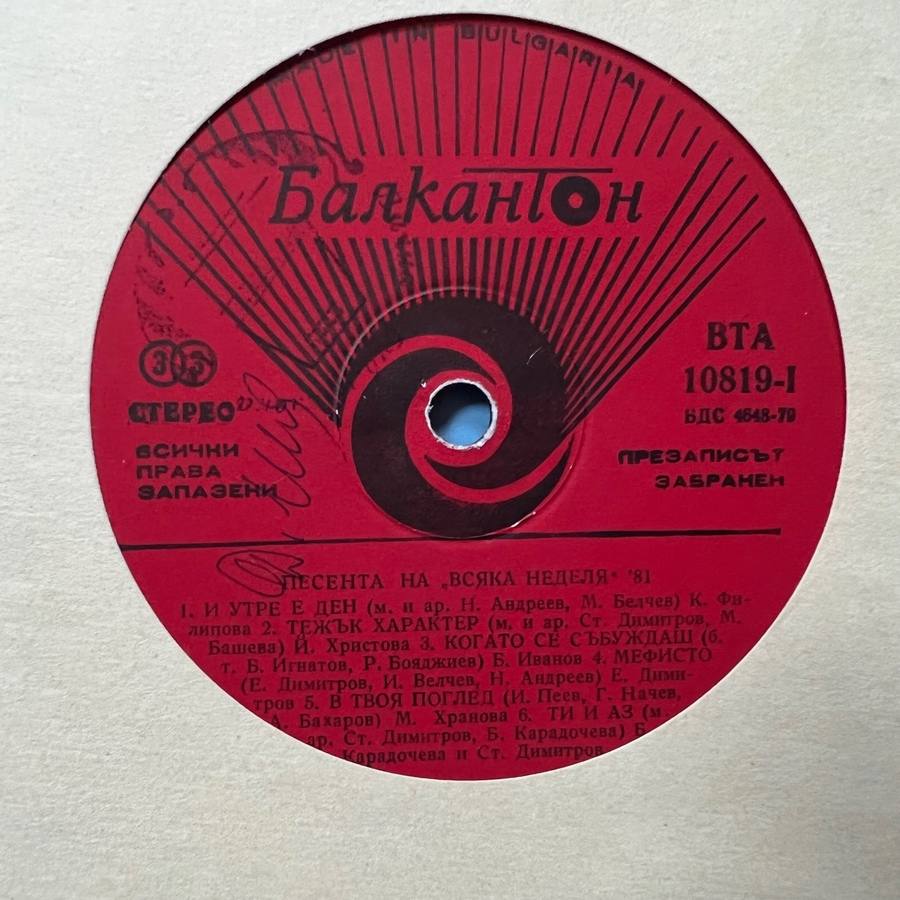 MADE IN BULGARIA
Балкантон
33
СТЕРЕО
ВСИЧКИ
ПРАВА
ЗАПАЗЕНИ
ВТА
10819-I
БДС 4648-79
ПРЕЗАПИСЪТ
ЗАБРАНЕН
ПЕСЕНТА НА „ВСЯКА НЕДЕЛЯ“ '81
1. И УТРЕ Е ДЕН (м. и ар. Н. Андреев, М. Белчев) К. Фи-
липова 2. ТЕЖЪК ХАРАКТЕР (м. и ар. Ст. Димитров, М.
Башева) Й. Христова 3. КОГАТО СЕ СЪБУЖДАШ (б.
т. Б. Игнатов, Р. Бояджиев) Б. Иванов 4. МЕФИСТО
(Е. Димитров, И. Велчев, Н. Андреев) Е. Дими-
тров 5. В ТВОЯ ПОГЛЕД (И. Пеев, Г. Начев,
А. Бахаров) М. Хранова 6. ТИ И АЗ (м.
ар. Ст. Димитров, Б. Карадочева) Б.
Карадочева и Ст. Димитров